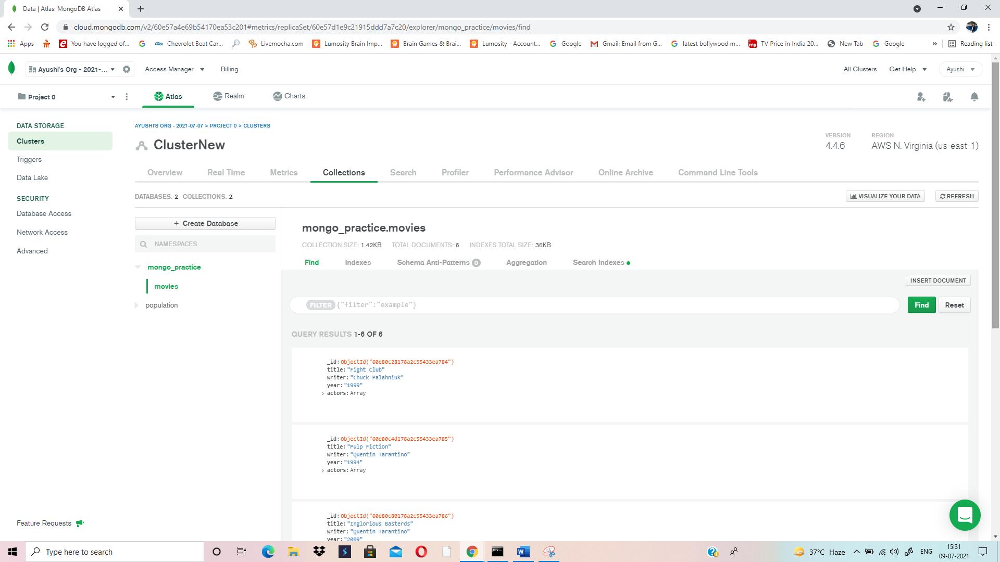 Data | Atlas: MongoDB Atlas
cloud.mongodb.com/v2/60e57a4e69b54170ea53c201#metrics/replicaSet/60e57d1e9c21915ddd7a7c20/explorer/mongo_practice/movies/find
Apps You have logged of... Chevrolet Beat Car... Livemocha.com Lumosity Brain Imp... Brain Games & Brai... Lumosity - Account... Google Gmail: Email from G... latest bollywood m... my TV Price in India 20... New Tab Google » Reading list
Ayushi's Org - 2021-... Access Manager Billing All Clusters Get Help Ayushi
Project 0 Atlas Realm Charts
DATA STORAGE
Clusters
Triggers
Data Lake
SECURITY
Database Access
Network Access
Advanced
Feature Requests
AYUSHI'S ORG - 2021-07-07 > PROJECT 0 > CLUSTERS
ClusterNew
VERSION
4.4.6
REGION
AWS N. Virginia (us-east-1)
Overview Real Time Metrics Collections Search Profiler Performance Advisor Online Archive Command Line Tools
DATABASES: 2 COLLECTIONS: 2
VISUALIZE YOUR DATA REFRESH
+ Create Database
NAMESPACES
mongo_practice
movies
population
mongo_practice.movies
COLLECTION SIZE: 1.42KB TOTAL DOCUMENTS: 6 INDEXES TOTAL SIZE: 36KB
Find Indexes Schema Anti-Patterns 0 Aggregation Search Indexes
INSERT DOCUMENT
FILTER {"filter":"example"}
Find Reset
QUERY RESULTS 1-6 OF 6
_id: ObjectId("60e80c28178a2c55433ea784")
title: "Fight Club"
writer: "Chuck Palahniuk"
year: "1999"
> actors: Array
_id: ObjectId("60e80c4d178a2c55433ea785")
title: "Pulp Fiction"
writer: "Quentin Tarantino"
year: "1994"
> actors: Array
_id: ObjectId("60e80c80178a2c55433ea786")
title: "Inglorious Basterds"
writer: "Quentin Tarantino"
year: "2009"
Type here to search
37°C Haze
ENG
15:31
09-07-2021